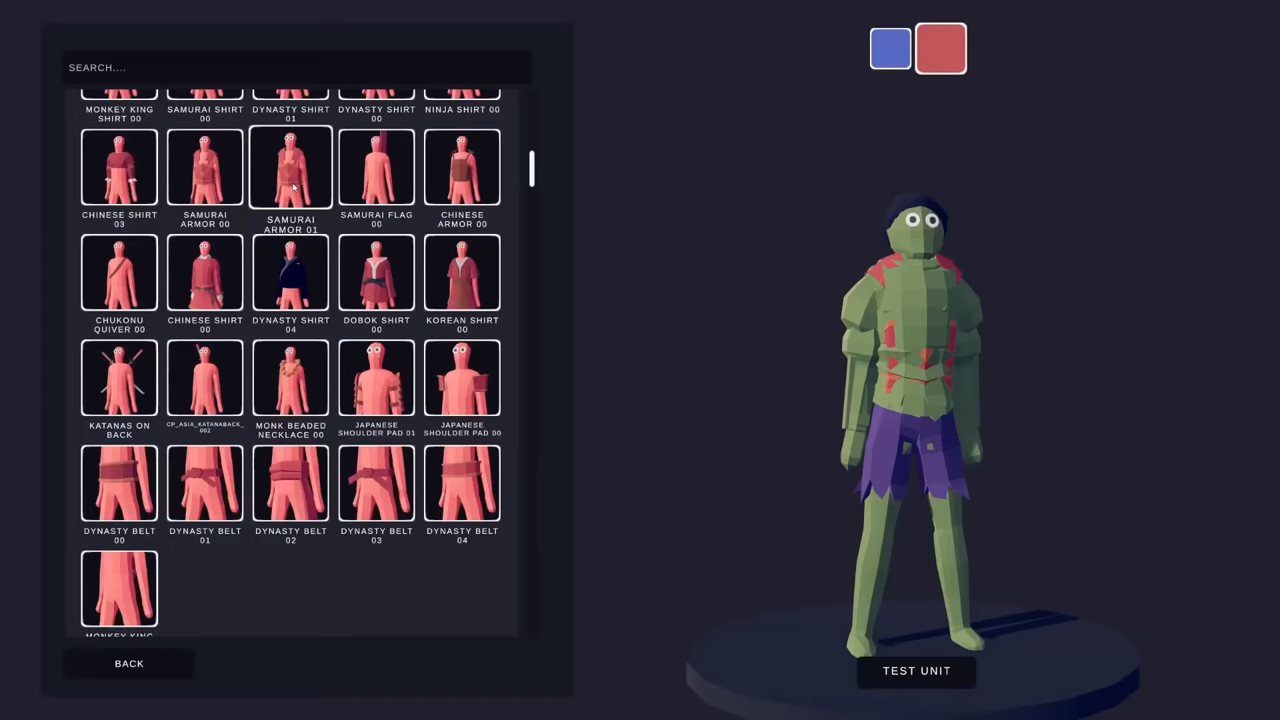 SEARCH....
MONKEY KING
SHIRT 00
SAMURAI SHIRT
00
DYNASTY SHIRT
01
DYNASTY SHIRT
00
NINJA SHIRT 00
CHINESE SHIRT
03
SAMURAI
ARMOR 00
SAMURAI
ARMOR 01
SAMURAI FLAG
00
CHINESE
ARMOR 00
CHUKONU
QUIVER 00
CHINESE SHIRT
00
DYNASTY SHIRT
04
DOBOK SHIRT
00
KOREAN SHIRT
00
KATANAS ON
BACK
CP_ASIA_KATANABACK_
002
MONK BEADED
NECKLACE 00
JAPANESE
SHOULDER PAD 01
JAPANESE
SHOULDER PAD 00
DYNASTY BELT
00
DYNASTY BELT
01
DYNASTY BELT
02
DYNASTY BELT
03
DYNASTY BELT
04
MONKEY KING
BACK
TEST UNIT